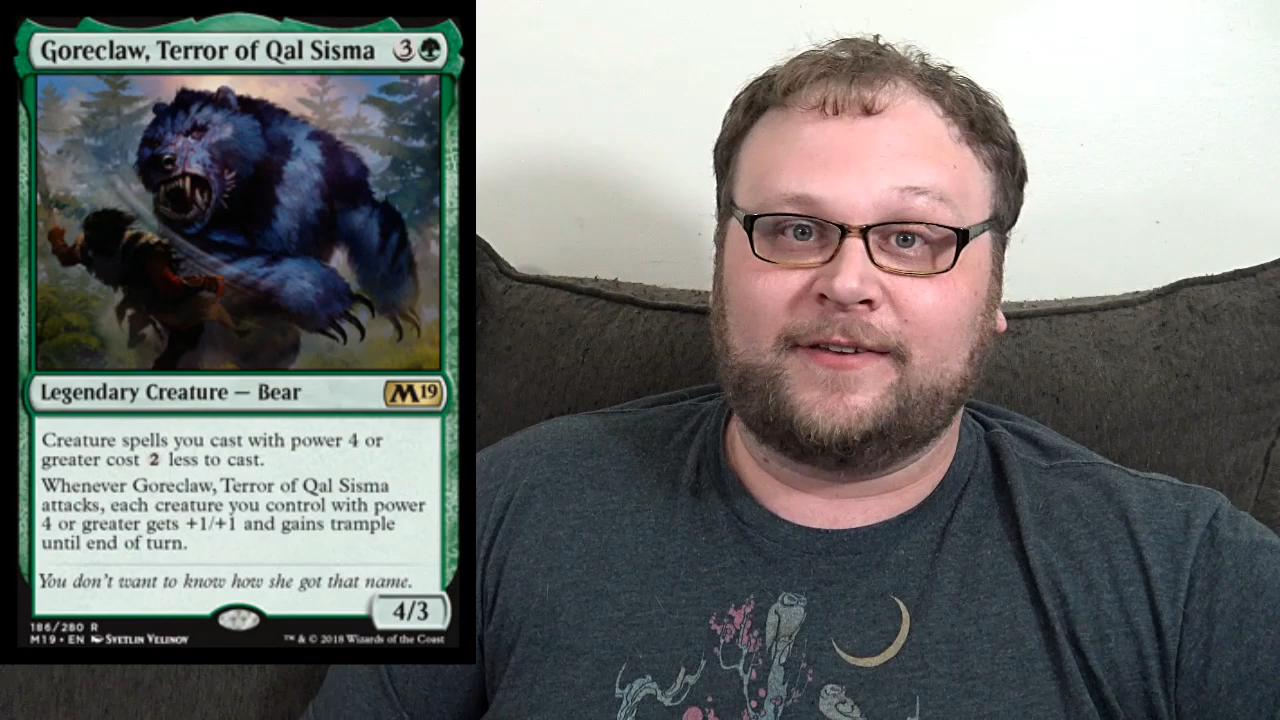 Goreclaw, Terror of Qal Sisma 3
Legendary Creature — Bear M19
Creature spells you cast with power 4 or
greater cost 2 less to cast.
Whenever Goreclaw, Terror of Qal Sisma
attacks, each creature you control with power
4 or greater gets +1/+1 and gains trample
until end of turn.
You don't want to know how she got that name.
4/3
186/280 R
M19 • EN Svetlin Velinov
™ & © 2018 Wizards of the Coast